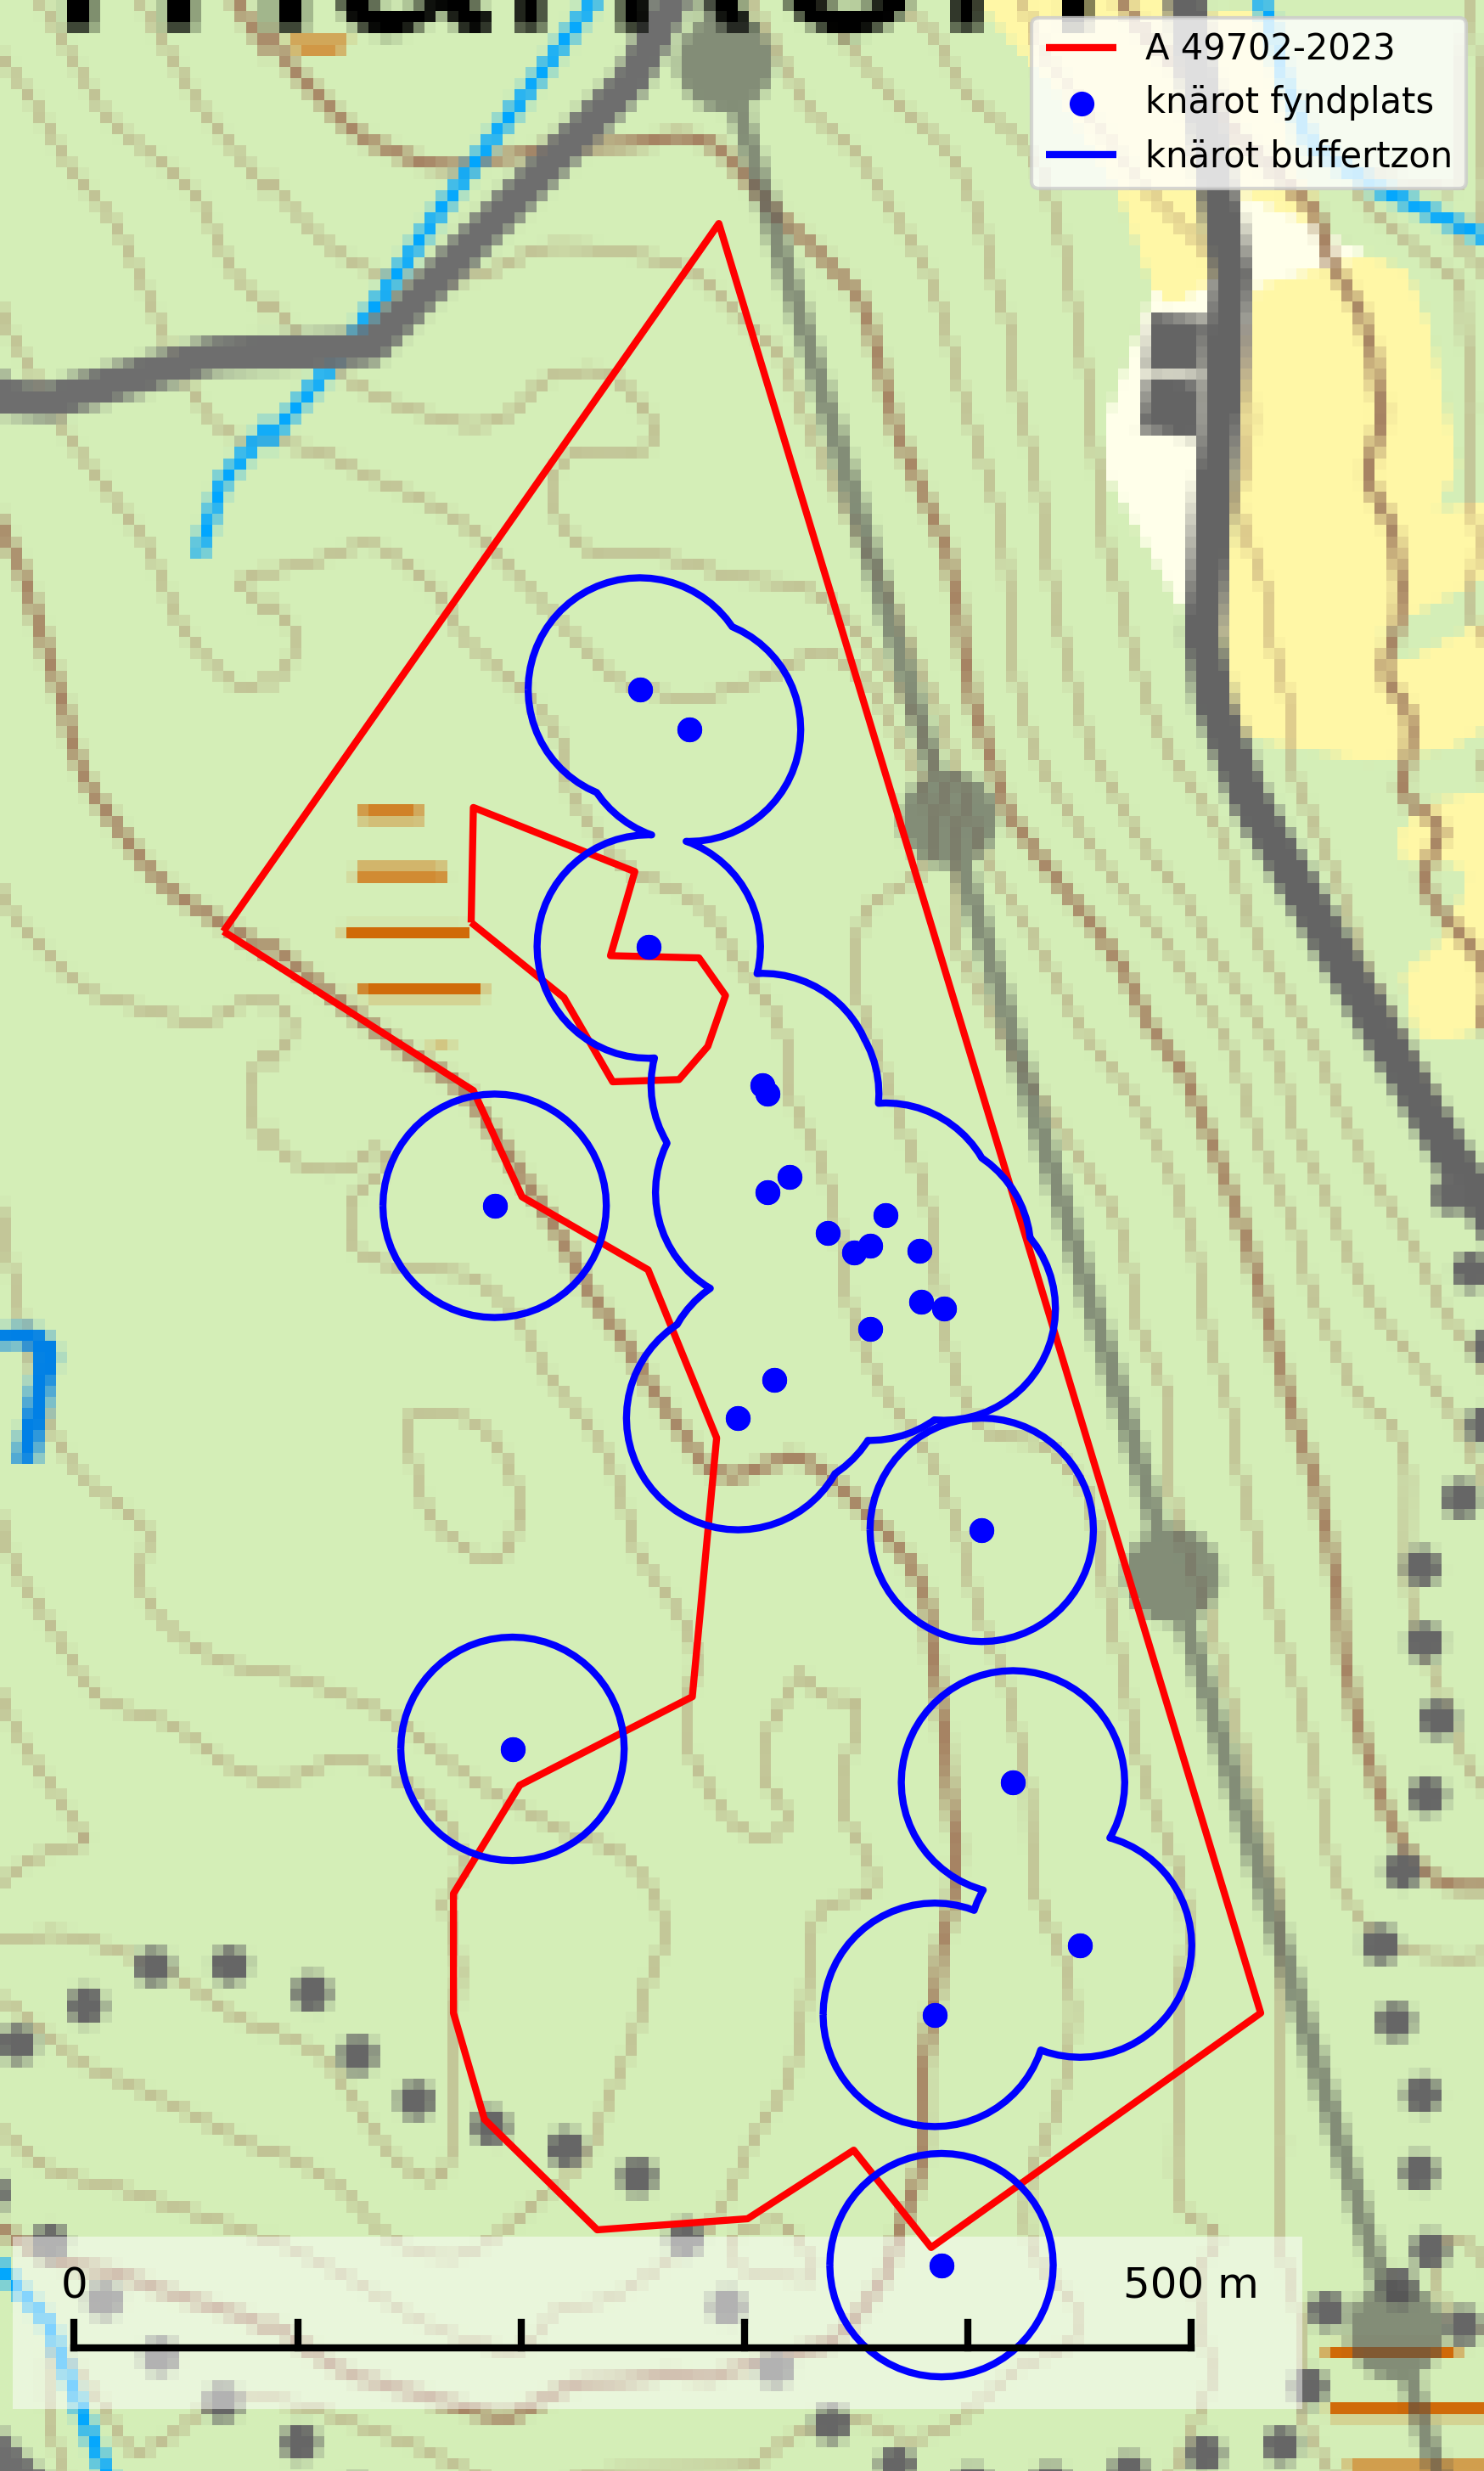 A 49702-2023
knärot fyndplats
knärot buffertzon
0
500 m